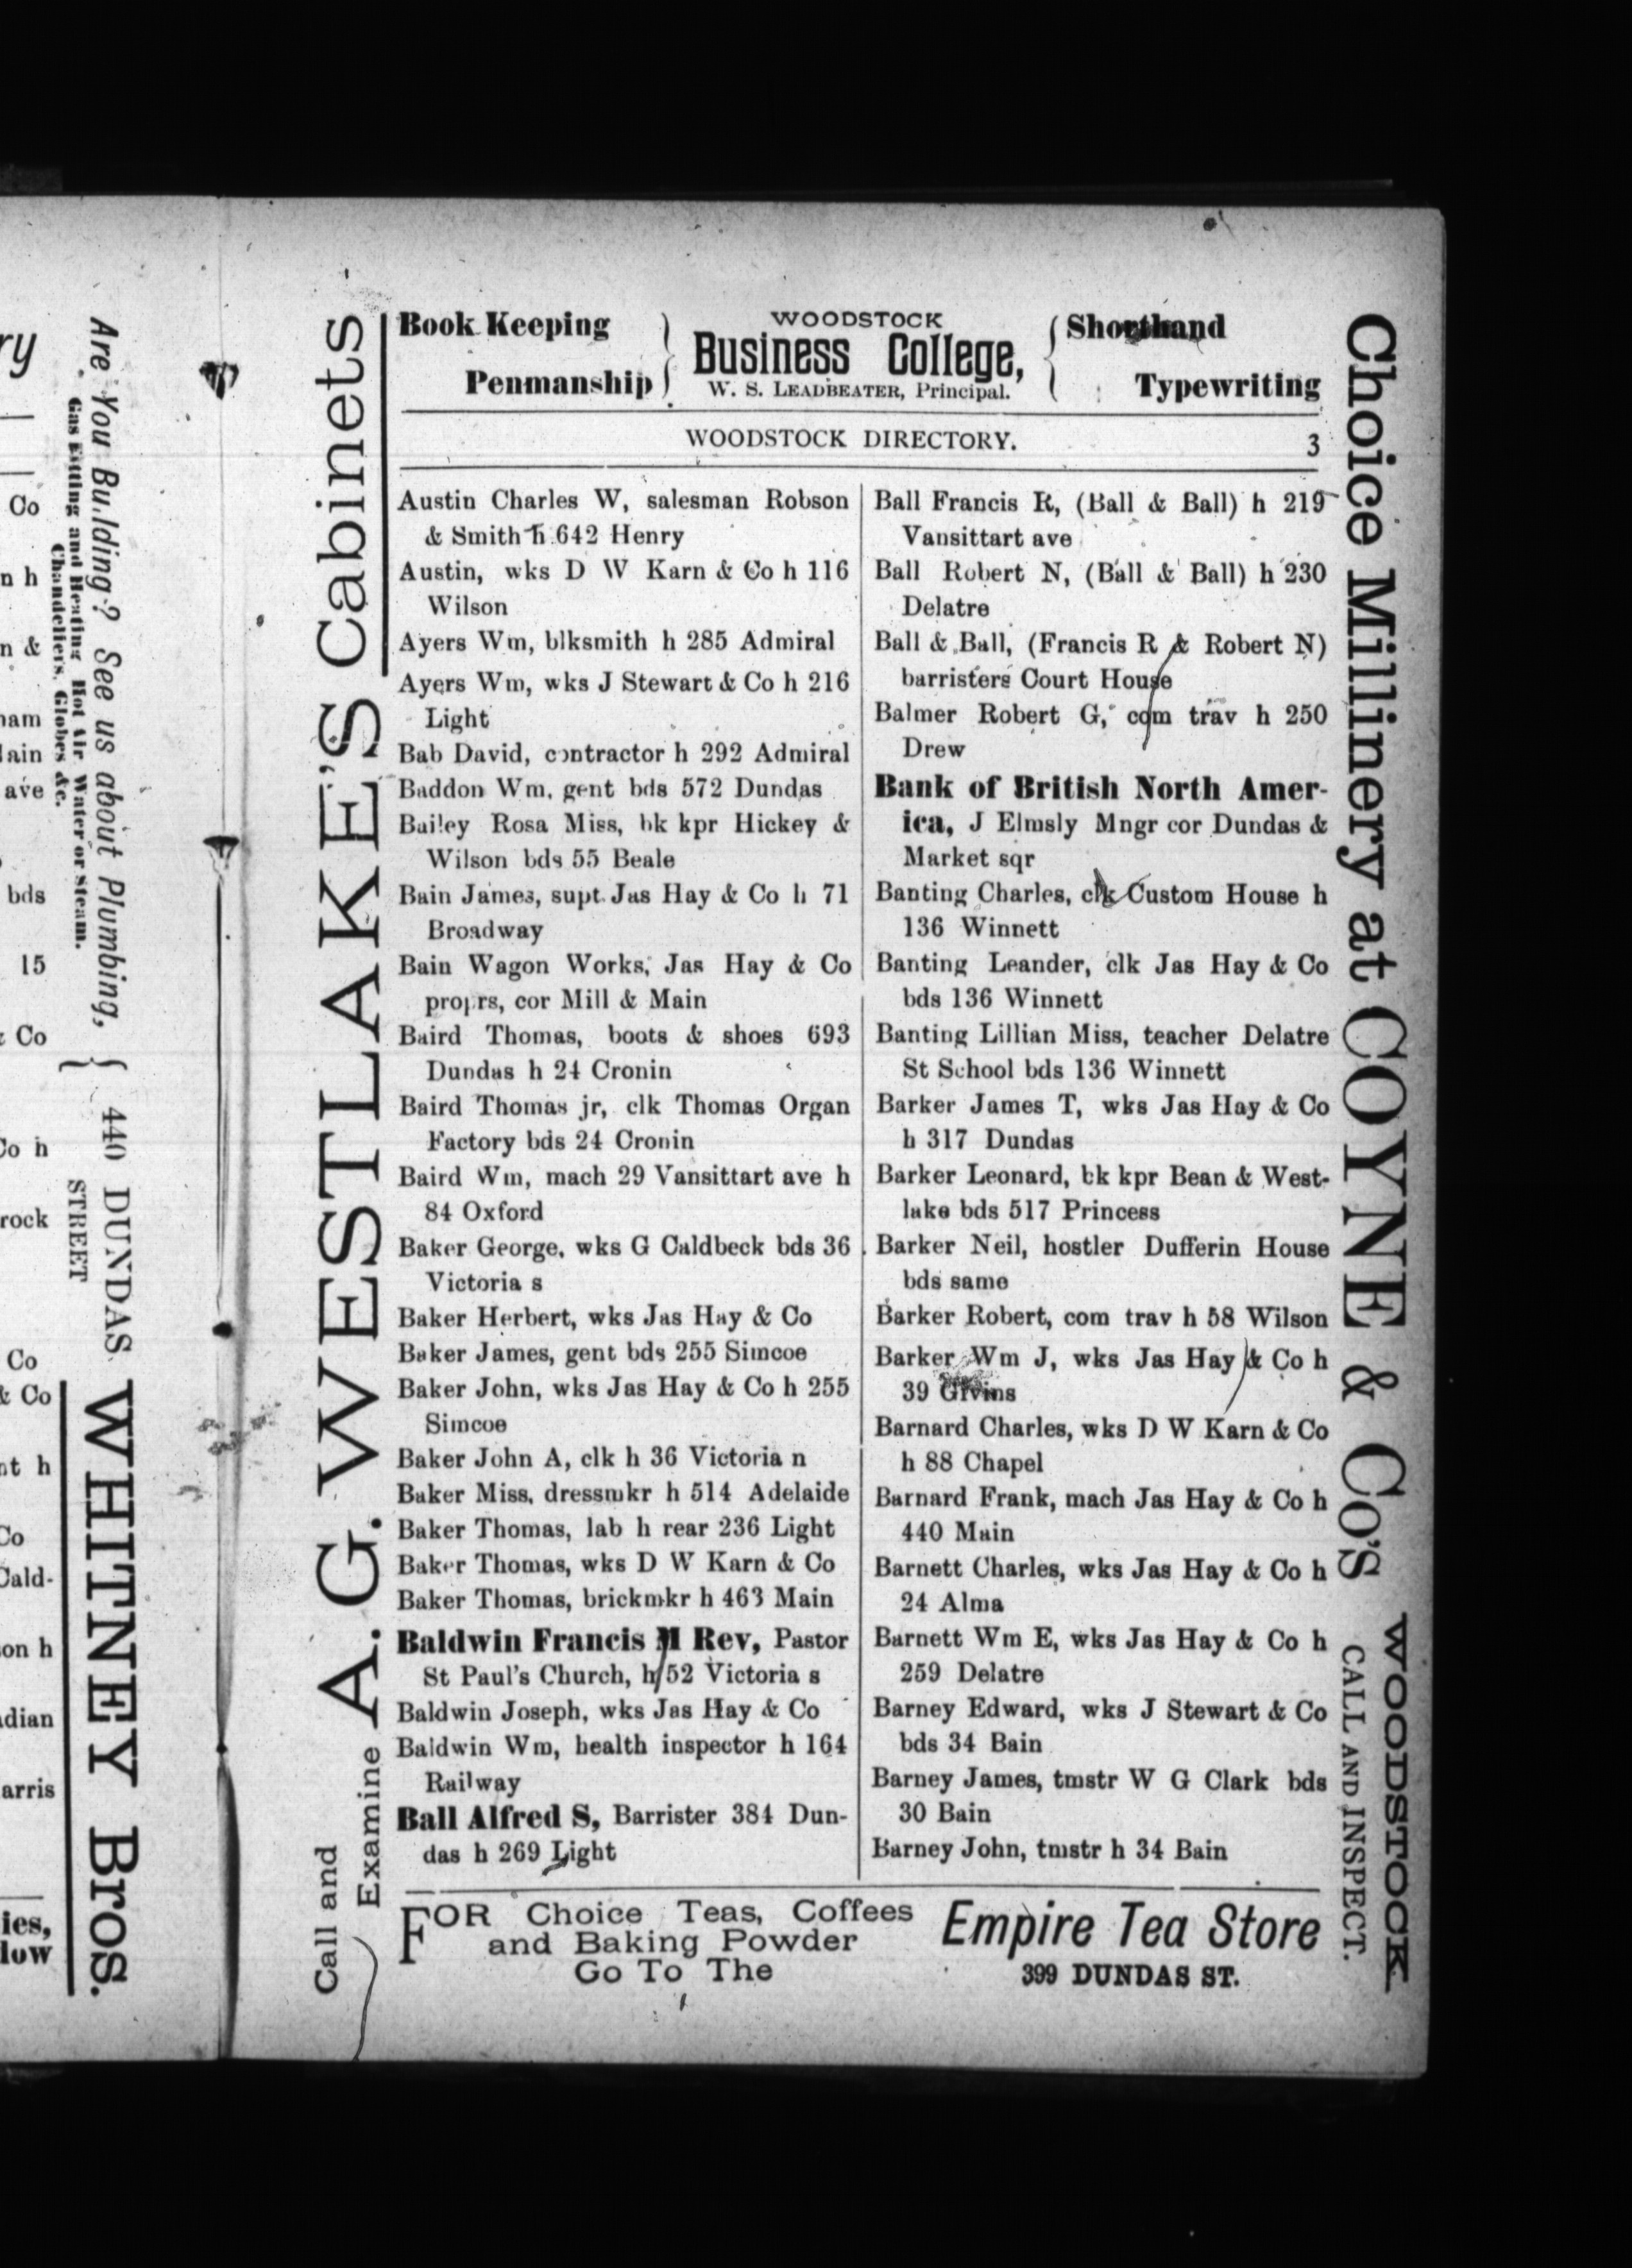 Book Keeping
Penmanship
WOODSTOCK
Business College,
W. S. LEADBEATER, Principal.
Shorthand
Typewriting
WOODSTOCK DIRECTORY. 3
Austin Charles W, salesman Robson
& Smith h 642 Henry
Austin, wks D W Karn & Co h 116
Wilson
Ayers Wm, blksmith h 285 Admiral
Ayers Wm, wks J Stewart & Co h 216
Light
Bab David, contractor h 292 Admiral
Baddon Wm, gent bds 572 Dundas
Bailey Rosa Miss, bk kpr Hickey &
Wilson bds 55 Beale
Bain James, supt. Jas Hay & Co h 71
Broadway
Bain Wagon Works, Jas Hay & Co
proprs, cor Mill & Main
Baird Thomas, boots & shoes 693
Dundas h 24 Cronin
Baird Thomas jr, clk Thomas Organ
Factory bds 24 Cronin
Baird Wm, mach 29 Vansittart ave h
84 Oxford
Baker George, wks G Caldbeck bds 36
Victoria s
Baker Herbert, wks Jas Hay & Co
Baker James, gent bds 255 Simcoe
Baker John, wks Jas Hay & Co h 255
Simcoe
Baker John A, clk h 36 Victoria n
Baker Miss, dressmkr h 514 Adelaide
Baker Thomas, lab h rear 236 Light
Baker Thomas, wks D W Karn & Co
Baker Thomas, brickmkr h 463 Main
Baldwin Francis M Rev, Pastor
St Paul's Church, h 52 Victoria s
Baldwin Joseph, wks Jas Hay & Co
Baldwin Wm, health inspector h 164
Railway
Ball Alfred S, Barrister 384 Dun-
das h 269 Light
Ball Francis R, (Ball & Ball) h 219
Vansittart ave
Ball Robert N, (Ball & Ball) h 230
Delatre
Ball & Ball, (Francis R & Robert N)
barristers Court House
Balmer Robert G, com trav h 250
Drew
Bank of British North Amer-
ica, J Elmsly Mngr cor Dundas &
Market sqr
Banting Charles, clk Custom House h
136 Winnett
Banting Leander, clk Jas Hay & Co
bds 136 Winnett
Banting Lillian Miss, teacher Delatre
St School bds 136 Winnett
Barker James T, wks Jas Hay & Co
h 317 Dundas
Barker Leonard, bk kpr Bean & West-
lake bds 517 Princess
Barker Neil, hostler Dufferin House
bds same
Barker Robert, com trav h 58 Wilson
Barker Wm J, wks Jas Hay & Co h
39 Givins
Barnard Charles, wks D W Karn & Co
h 88 Chapel
Barnard Frank, mach Jas Hay & Co h
440 Main
Barnett Charles, wks Jas Hay & Co h
24 Alma
Barnett Wm E, wks Jas Hay & Co h
259 Delatre
Barney Edward, wks J Stewart & Co
bds 34 Bain
Barney James, tmstr W G Clark bds
30 Bain
Barney John, tmstr h 34 Bain
FOR Choice Teas, Coffees
and Baking Powder
Go To The
Empire Tea Store
399 DUNDAS ST.
Call and
Examine A. G. WESTLAKE'S Cabinets
Choice Millinery at COYNE & CO'S WOODSTOCK
CALL AND INSPECT.
Are You Building? See us about Plumbing,
Gas Fitting and Heating Hot Air Water or Steam.
Chandeliers, Globes &c.
440 DUNDAS
STREET
WHITNEY BROS.
ry
Co
n h
n &
ham
ave
bds
15
Co
Co h
rock
Co
& Co
nt h
Co
Cald-
on h
dian
arris
ies,
low